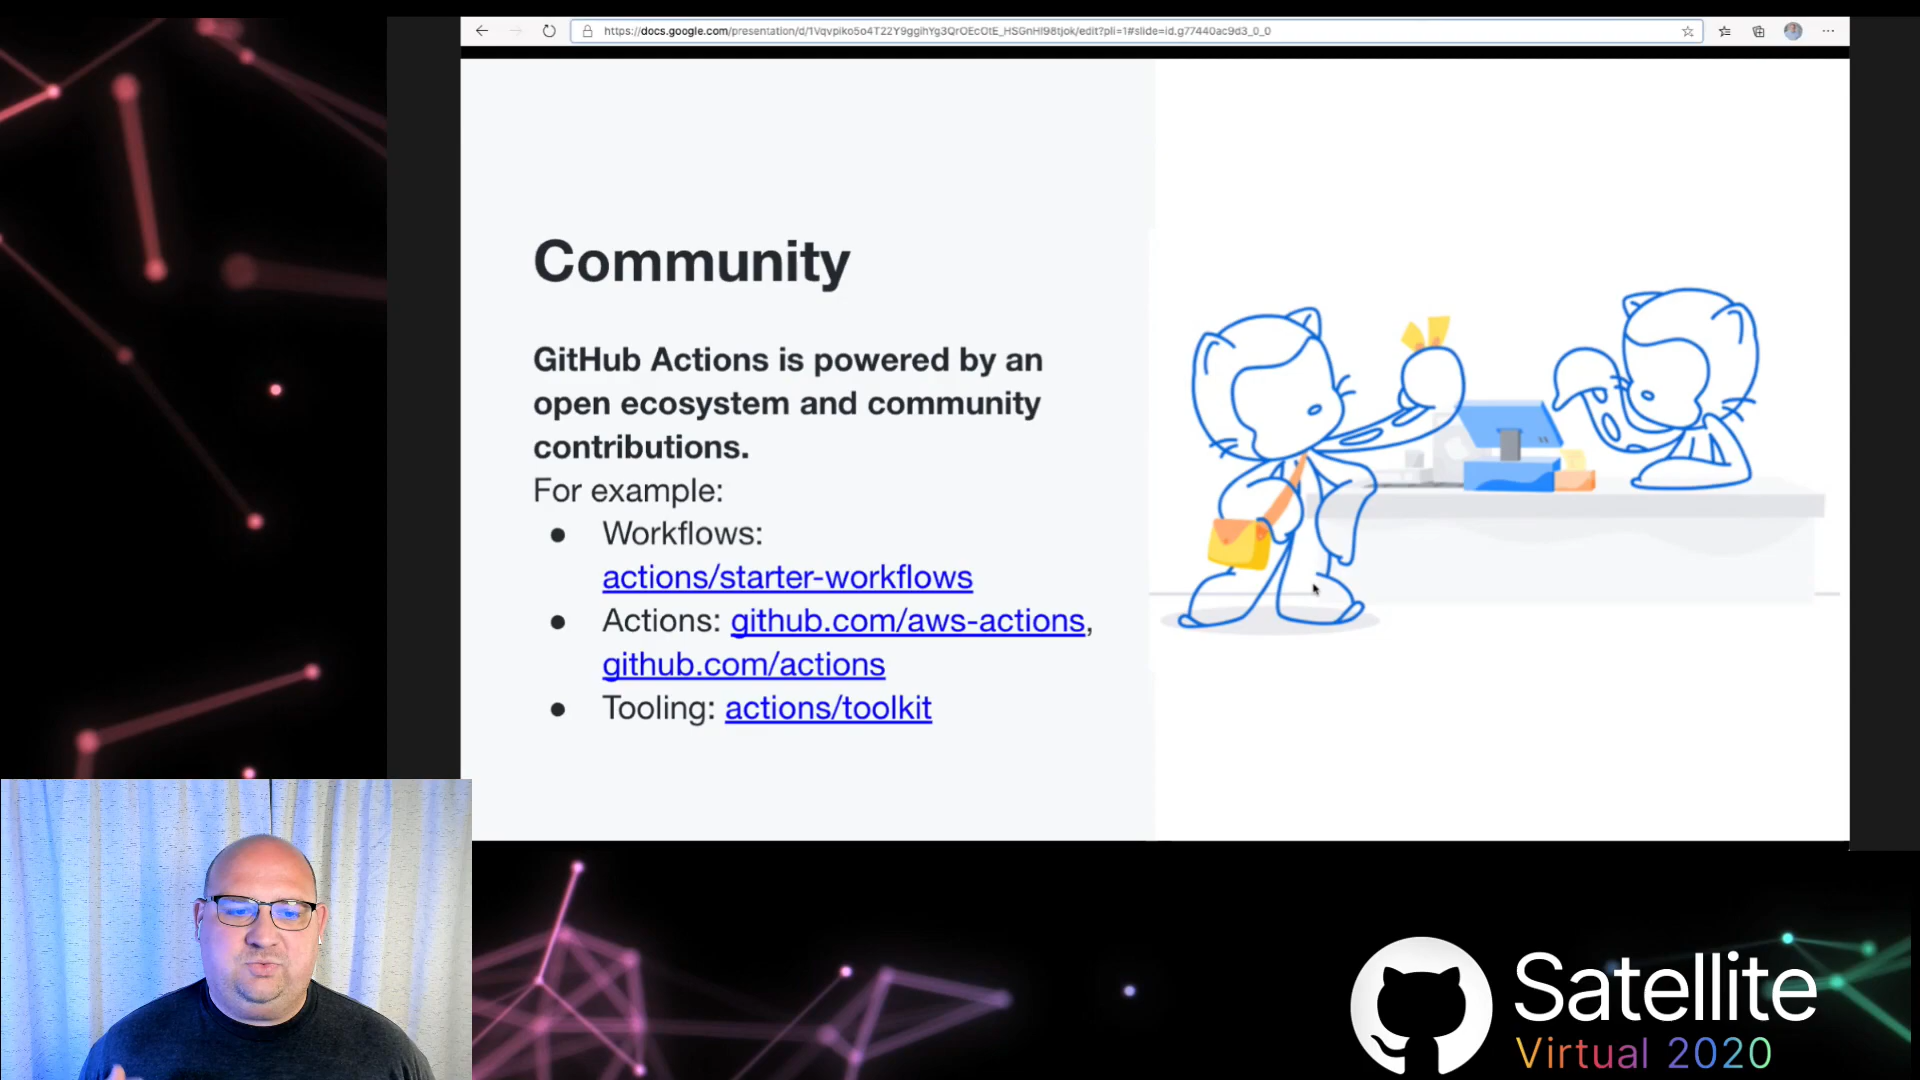 https://docs.google.com/presentation/d/1Vqvpiko5o4T22Y9ggihYg3QrOEcOtE_HSGnHl98tjok/edit?pli=1#slide=id.g77440ac9d3_0_0
Community
GitHub Actions is powered by an
open ecosystem and community
contributions.
For example:
● Workflows:
actions/starter-workflows
● Actions: github.com/aws-actions,
github.com/actions
● Tooling: actions/toolkit
Satellite
Virtual 2020